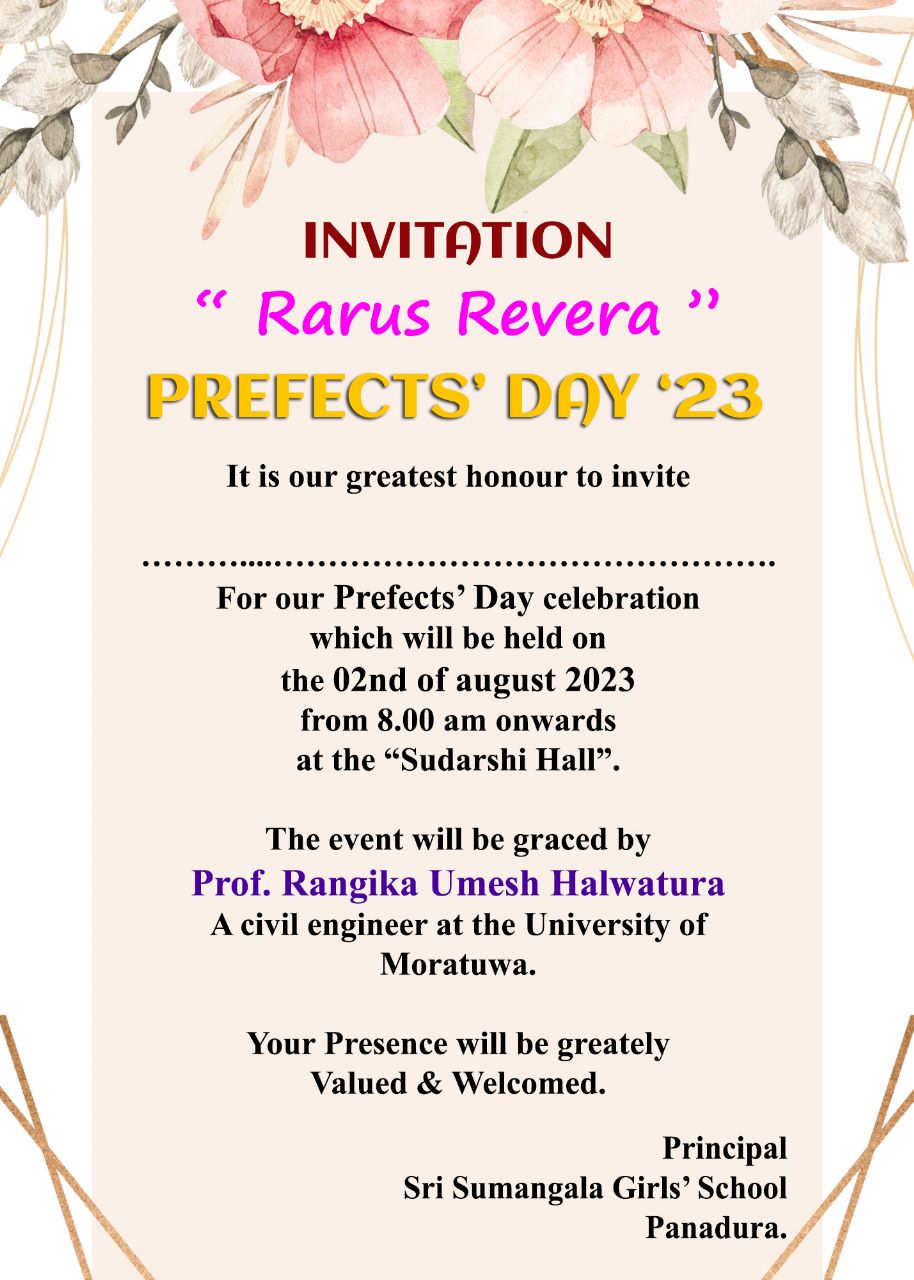 INVITATION
“ Rarus Revera ”
PREFECTS’ DAY ‘23
It is our greatest honour to invite
………....……………………………………………….
For our Prefects’ Day celebration
which will be held on
the 02nd of august 2023
from 8.00 am onwards
at the “Sudarshi Hall”.
The event will be graced by
Prof. Rangika Umesh Halwatura
A civil engineer at the University of
Moratuwa.
Your Presence will be greately
Valued & Welcomed.
Principal
Sri Sumangala Girls’ School
Panadura.